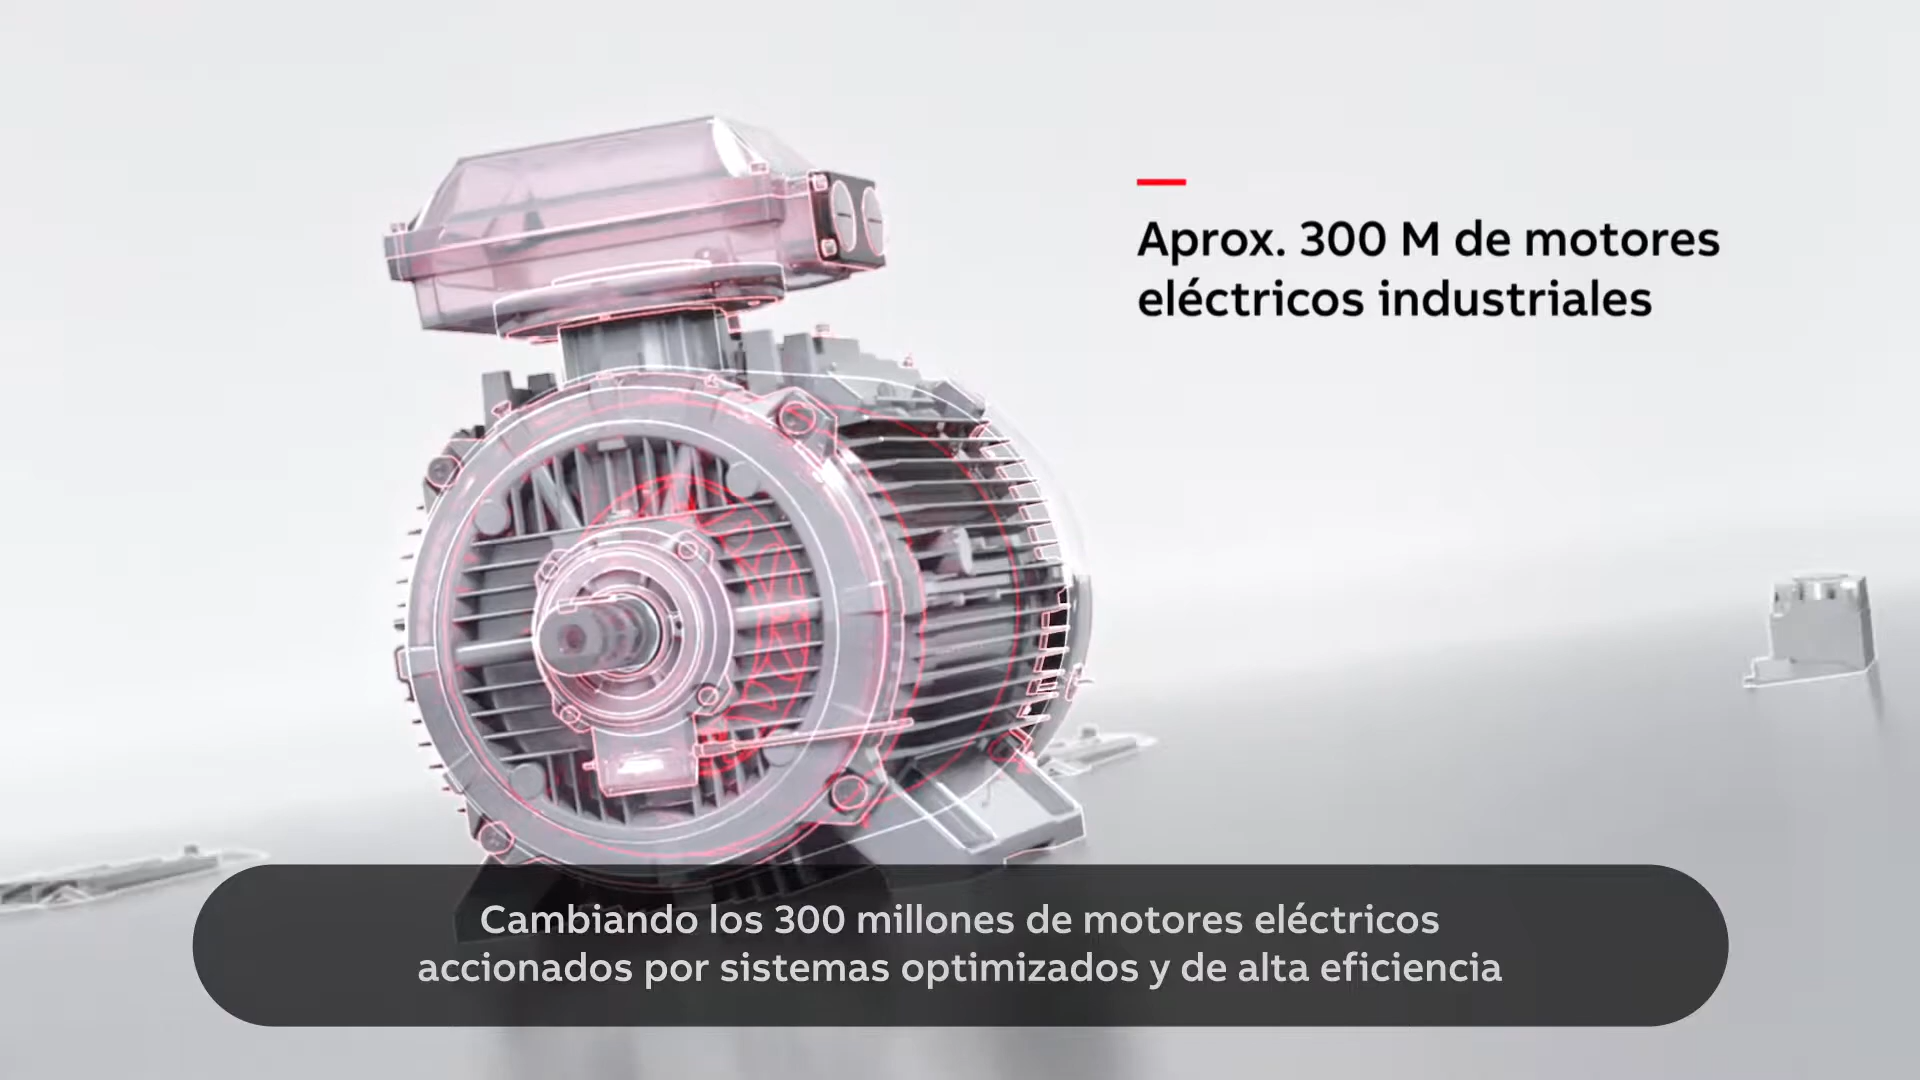 Aprox. 300 M de motores
eléctricos industriales
Cambiando los 300 millones de motores eléctricos
accionados por sistemas optimizados y de alta eficiencia